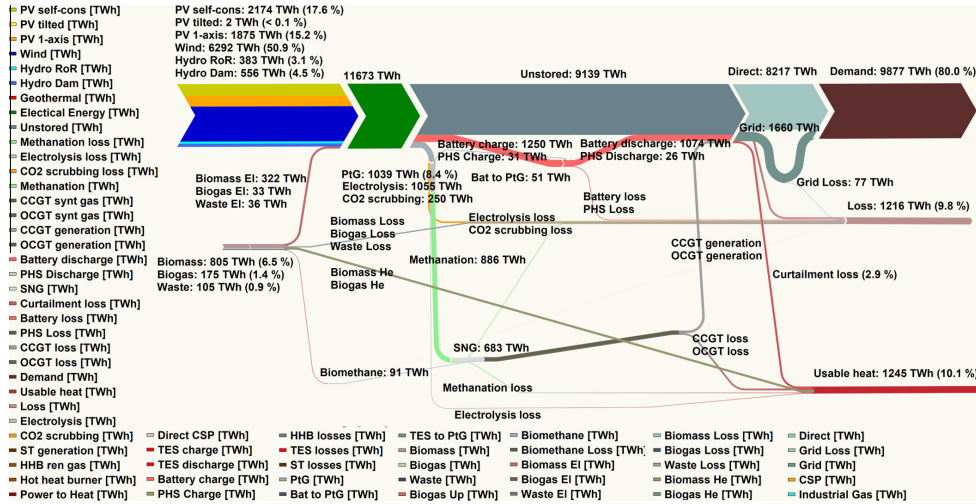 PV self-cons [TWh]
PV tilted [TWh]
PV 1-axis [TWh]
Wind [TWh]
Hydro RoR [TWh]
Hydro Dam [TWh]
Geothermal [TWh]
Electical Energy [TWh]
Unstored [TWh]
Methanation loss [TWh]
Electrolysis loss [TWh]
CO2 scrubbing loss [TWh]
Methanation [TWh]
CCGT synt gas [TWh]
OCGT synt gas [TWh]
CCGT generation [TWh]
OCGT generation [TWh]
Battery discharge [TWh]
PHS Discharge [TWh]
SNG [TWh]
Curtailment loss [TWh]
Battery loss [TWh]
PHS Loss [TWh]
CCGT loss [TWh]
OCGT loss [TWh]
Demand [TWh]
Usable heat [TWh]
Loss [TWh]
Electrolysis [TWh]
CO2 scrubbing [TWh]
ST generation [TWh]
HHB ren gas [TWh]
Hot heat burner [TWh]
Power to Heat [TWh]
PV self-cons: 2174 TWh (17.6 %)
PV tilted: 2 TWh (< 0.1 %)
PV 1-axis: 1875 TWh (15.2 %)
Wind: 6292 TWh (50.9 %)
Hydro RoR: 383 TWh (3.1 %)
Hydro Dam: 556 TWh (4.5 %)
11673 TWh
Unstored: 9139 TWh
Direct: 8217 TWh
Demand: 9877 TWh (80.0 %)
Grid: 1660 TWh
Battery charge: 1250 TWh
PHS Charge: 31 TWh
Battery discharge: 1074 TWh
PHS Discharge: 26 TWh
Bat to PtG: 51 TWh
Grid Loss: 77 TWh
Biomass El: 322 TWh
Biogas El: 33 TWh
Waste El: 36 TWh
PtG: 1039 TWh (8.4 %)
Electrolysis: 1055 TWh
CO2 scrubbing: 250 TWh
Battery loss
PHS Loss
Loss: 1216 TWh (9.8 %)
Biomass Loss
Biogas Loss
Waste Loss
Electrolysis loss
CO2 scrubbing loss
CCGT generation
OCGT generation
Biomass: 805 TWh (6.5 %)
Biogas: 175 TWh (1.4 %)
Waste: 105 TWh (0.9 %)
Biomass He
Biogas He
Methanation: 886 TWh
Curtailment loss (2.9 %)
SNG: 683 TWh
CCGT loss
OCGT loss
Biomethane: 91 TWh
Usable heat: 1245 TWh (10.1 %)
Methanation loss
Electrolysis loss
Direct CSP [TWh]
TES charge [TWh]
TES discharge [TWh]
Battery charge [TWh]
PHS Charge [TWh]
HHB losses [TWh]
TES losses [TWh]
ST losses [TWh]
PtG [TWh]
Bat to PtG [TWh]
TES to PtG [TWh]
Biomass [TWh]
Biogas [TWh]
Waste [TWh]
Biogas Up [TWh]
Biomethane [TWh]
Biomethane Loss [TWh]
Biomass El [TWh]
Biogas El [TWh]
Waste El [TWh]
Biomass Loss [TWh]
Biogas Loss [TWh]
Waste Loss [TWh]
Biomass He [TWh]
Biogas He [TWh]
Direct [TWh]
Grid Loss [TWh]
Grid [TWh]
CSP [TWh]
Industrial Gas [TWh]